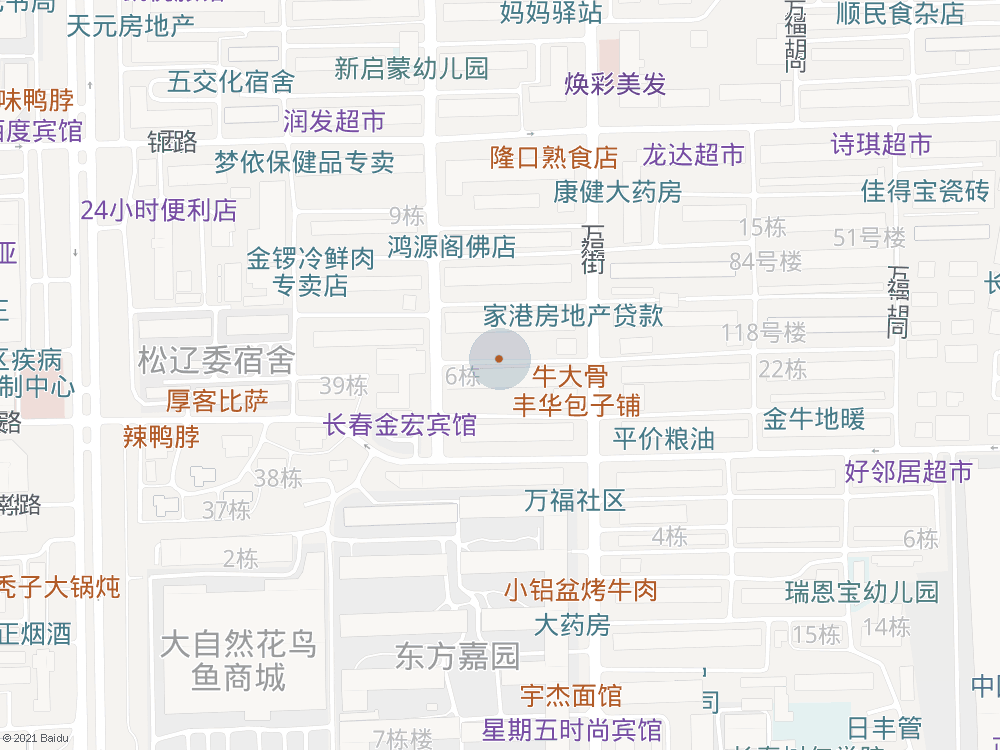 天元房地产
妈妈驿站
万福胡同
顺民食杂店
五交化宿舍
新启蒙幼儿园
焕彩美发
味鸭脖
百度宾馆
润发超市
梦依保健品专卖
隆口熟食店
龙达超市
诗琪超市
康健大药房
佳得宝瓷砖
24小时便利店
9栋
15栋
51号楼
84号楼
万福街
鸿源阁佛店
金锣冷鲜肉
专卖店
亚
万福胡同
家港房地产贷款
118号楼
松辽委宿舍
区疾病
制中心
39栋
6栋
牛大骨
22栋
厚客比萨
丰华包子铺
长春金宏宾馆
金牛地暖
平价粮油
路
辣鸭脖
38栋
好邻居超市
37栋
万福社区
路
4栋
6栋
2栋
秃子大锅炖
小铝盆烤牛肉
瑞恩宝幼儿园
正烟酒
大药房
15栋
14栋
大自然花鸟
鱼商城
东方嘉园
宇杰面馆
星期五时尚宾馆
日丰管
7栋楼
© 2021 Baidu